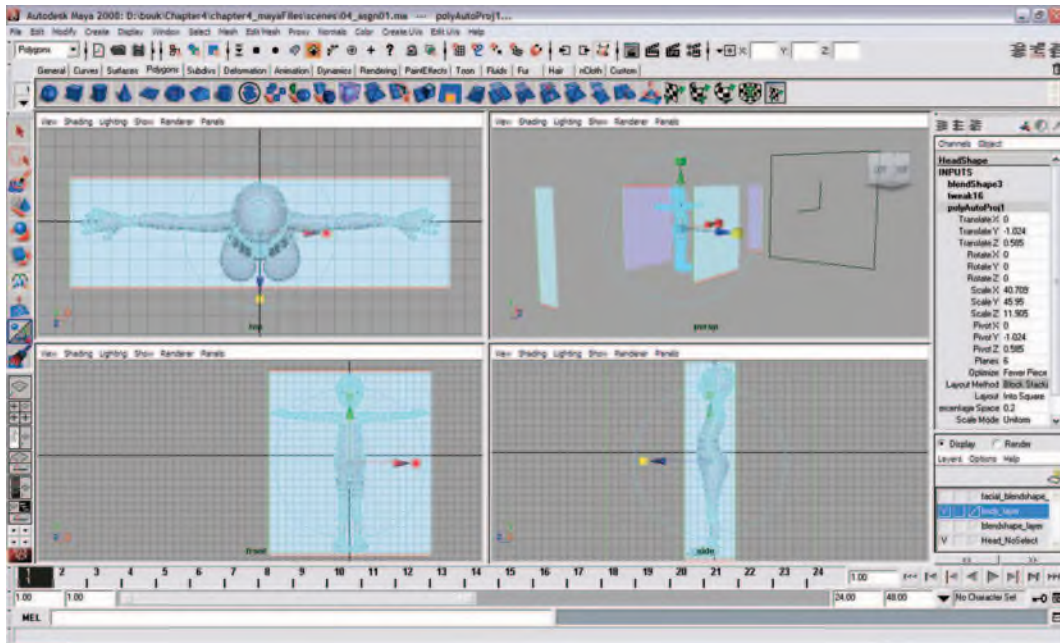 Autodesk Maya 2008: D:\book\Chapter4\chapter4_mayaFiles\scenes\04_asgn01.ma --- polyAutoProj1...
File Edit Modify Create Display Window Select Mesh Edit Mesh Proxy Normals Color Create UVs Edit UVs Help
Polygons X: Y: Z:
General Curves Surfaces Polygons Subdivs Deformation Animation Dynamics Rendering PaintEffects Toon Fluids Fur Hair nCloth Custom
View Shading Lighting Show Renderer Panels
View Shading Lighting Show Renderer Panels
Channels Object
HeadShape
INPUTS
blendShape3
tweak16
polyAutoProj1
Translate X 0
Translate Y -1.024
Translate Z 0.585
Rotate X 0
Rotate Y 0
Rotate Z 0
Scale X 40.709
Scale Y 45.95
Scale Z 11.905
Pivot X 0
Pivot Y -1.024
Pivot Z 0.585
Planes 6
Optimize Fewer Piece
Layout Method Block Stacki
Layout Into Square
ercentage Space 0.2
Scale Mode Uniform
top
persp
View Shading Lighting Show Renderer Panels
View Shading Lighting Show Renderer Panels
front
side
Display Render
Layers Options Help
facial_blendshape_
V body_layer
blendshape_layer
V Head_NoSelect
1 2 3 4 5 6 7 8 9 10 11 12 13 14 15 16 17 18 19 20 21 22 23 24 1.00
1.00 1.00 24.00 48.00 No Character Set
MEL